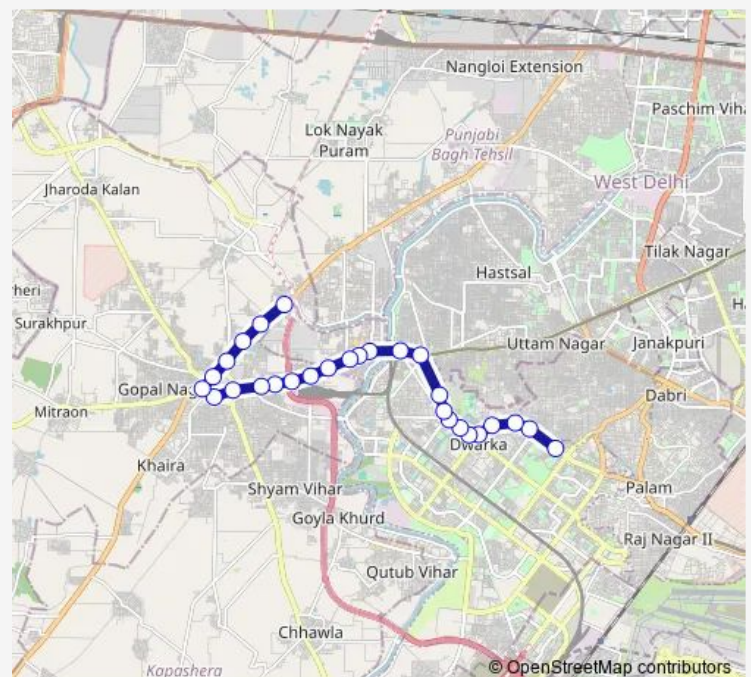 Nangloi Extension
Paschim Viha
Lok Nayak
Puram
Punjabi
Bagh Tehsil
Jharoda Kalan
West Delhi
Tilak Nagar
Hastsal
heri
Surakhpur
Uttam Nagar
Janakpuri
Gopal Nag
Dabri
Mitraon
Dwarka
Khaira
Shyam Vihar
Palam
Goyla Khurd
Raj Nagar II
Qutub Vihar
Chhawla
Kapashera
© OpenStreetMap contributors